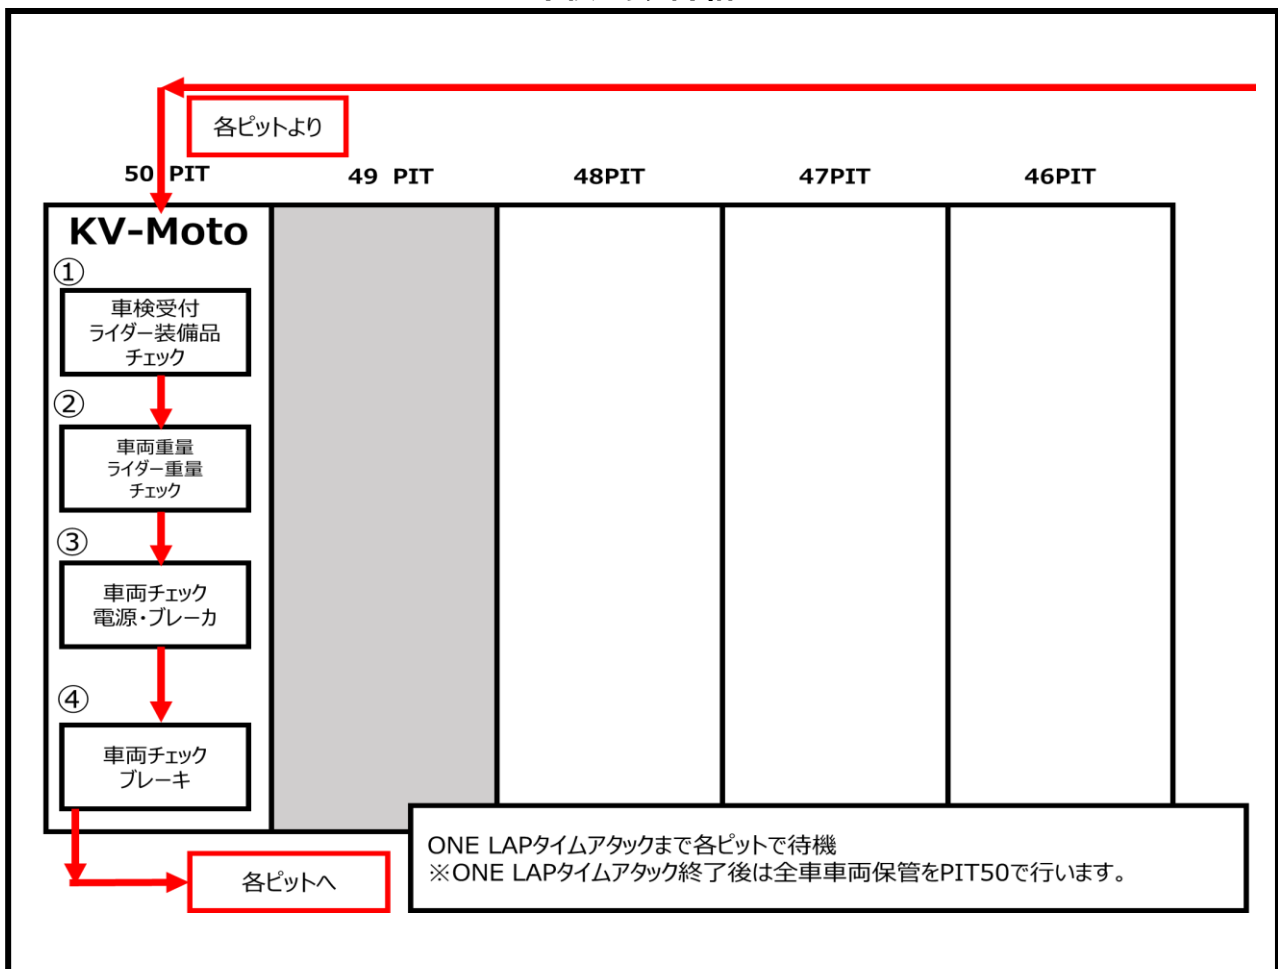 各ピットより
50 PIT
49 PIT
48PIT
47PIT
46PIT
KV-Moto
①
車検受付
ライダー装備品
チェック
②
車両重量
ライダー重量
チェック
③
車両チェック
電源・ブレーカ
④
車両チェック
ブレーキ
各ピットへ
ONE LAPタイムアタックまで各ピットで待機
※ONE LAPタイムアタック終了後は全車車両保管をPIT50で行います。